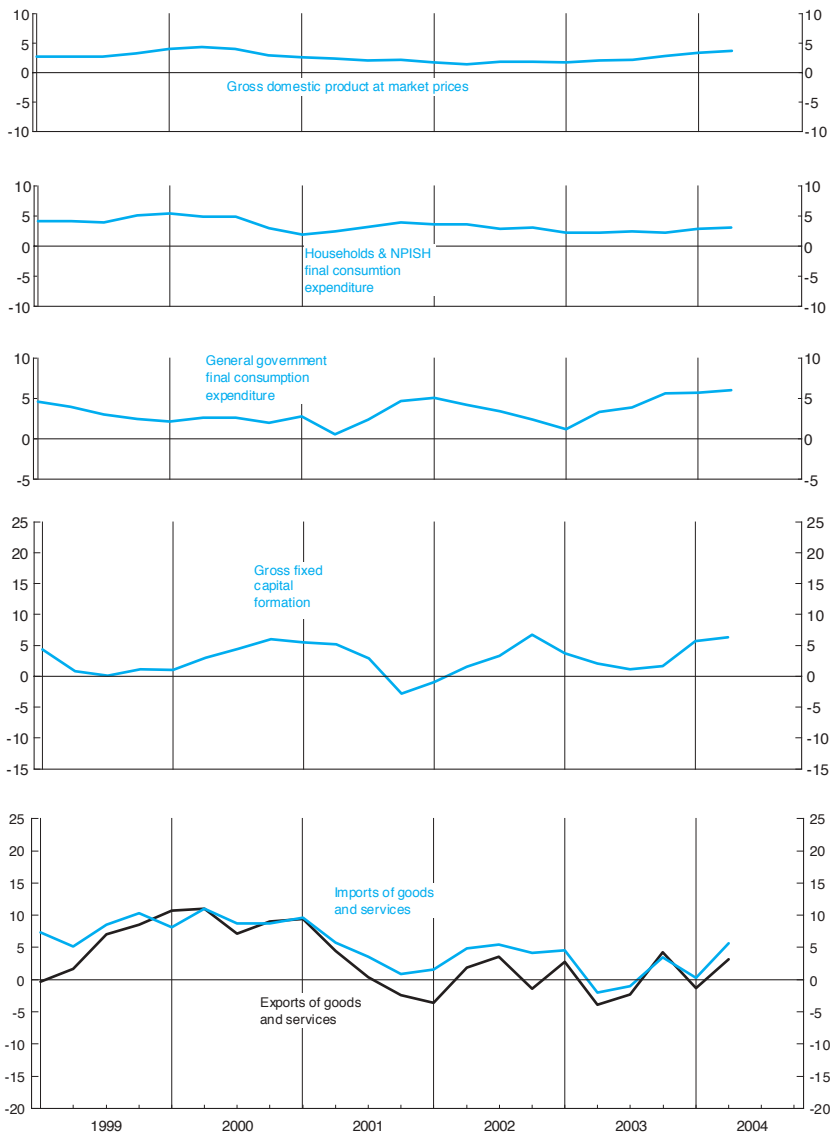 10 10
5 5
0 0
-5 -5
-10 -10
Gross domestic product at market prices
10 10
5 5
0 0
-5 -5
-10 -10
Households & NPISH
final consumtion
expenditure
General government
final consumption
expenditure
10 10
5 5
0 0
-5 -5
25 25
20 20
15 15
10 10
5 5
0 0
-5 -5
-10 -10
-15 -15
Gross fixed
capital
formation
25 25
20 20
15 15
10 10
5 5
0 0
-5 -5
-10 -10
-15 -15
-20 -20
Imports of goods
and services
Exports of goods
and services
1999 2000 2001 2002 2003 2004